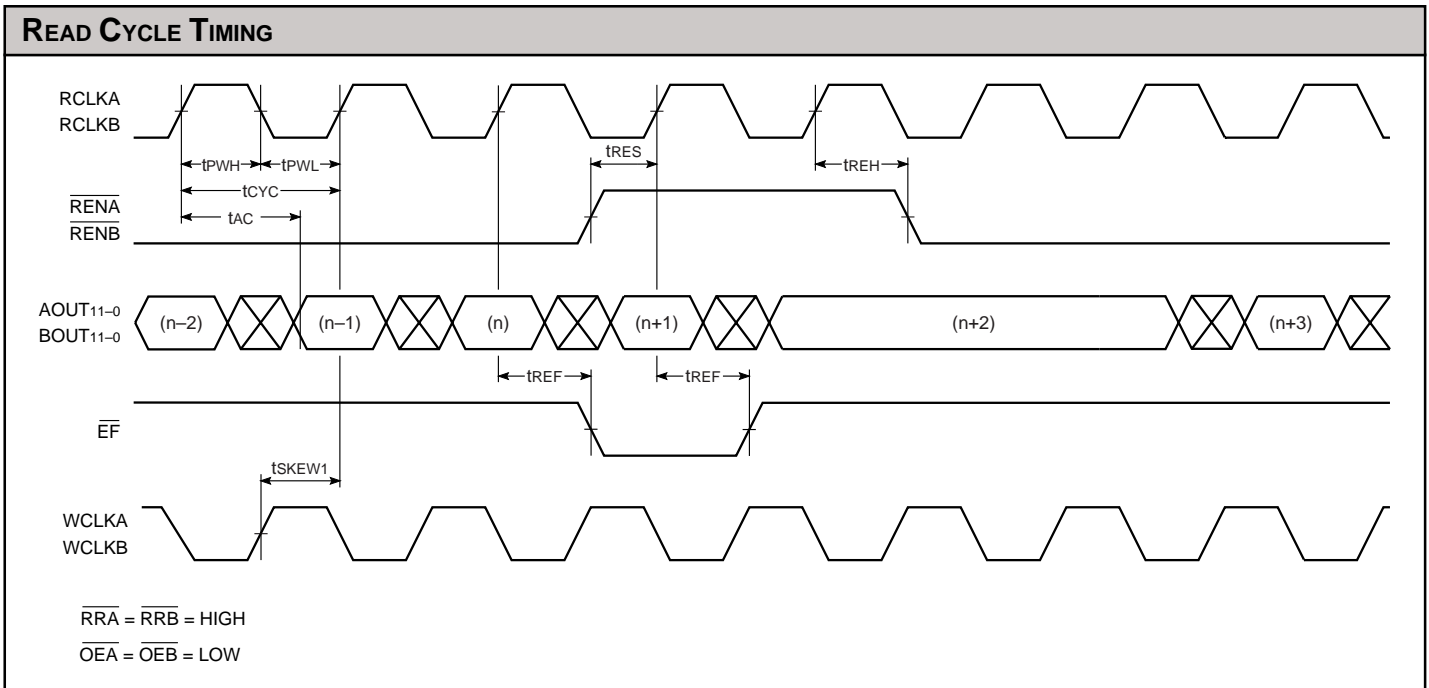 READ CYCLE TIMING
RCLKA
RCLKB
tPWH
tPWL
tRES
tREH
tCYC
RENA
RENB
tAC
AOUT11–0
BOUT11–0
(n–2)
(n–1)
(n)
(n+1)
(n+2)
(n+3)
tREF
tREF
EF
tSKEW1
WCLKA
WCLKB
RRA = RRB = HIGH
OEA = OEB = LOW